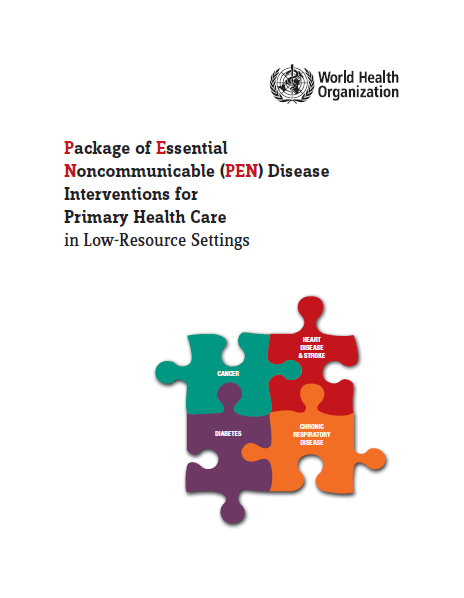 World Health
Organization
Package of Essential
Noncommunicable (PEN) Disease
Interventions for
Primary Health Care
in Low-Resource Settings
HEART
DISEASE
& STROKE
CANCER
DIABETES
CHRONIC
RESPIRATORY
DISEASE